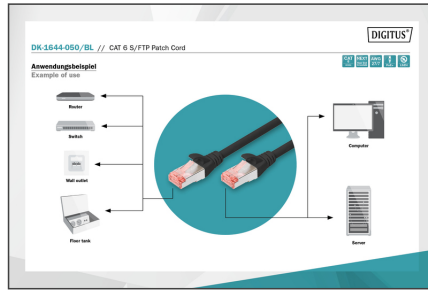 DIGITUS®
DK-1644-050/BL // CAT 6 S/FTP Patch Cord
Anwendungsbeispiel
Example of use
Router
Switch
Wall outlet
Floor tank
Computer
Server